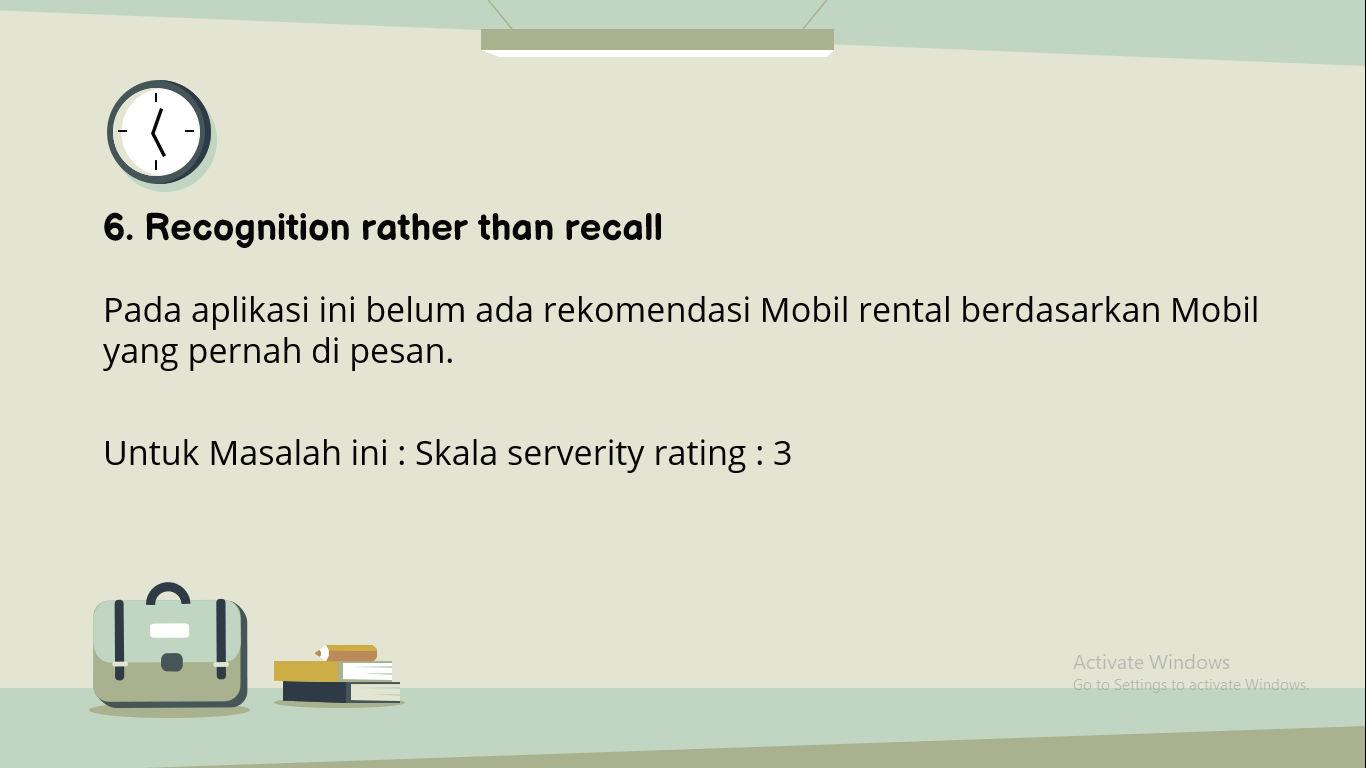 6. Recognition rather than recall
Pada aplikasi ini belum ada rekomendasi Mobil rental berdasarkan Mobil
yang pernah di pesan.
Untuk Masalah ini : Skala serverity rating : 3
Activate Windows
Go to Settings to activate Windows.